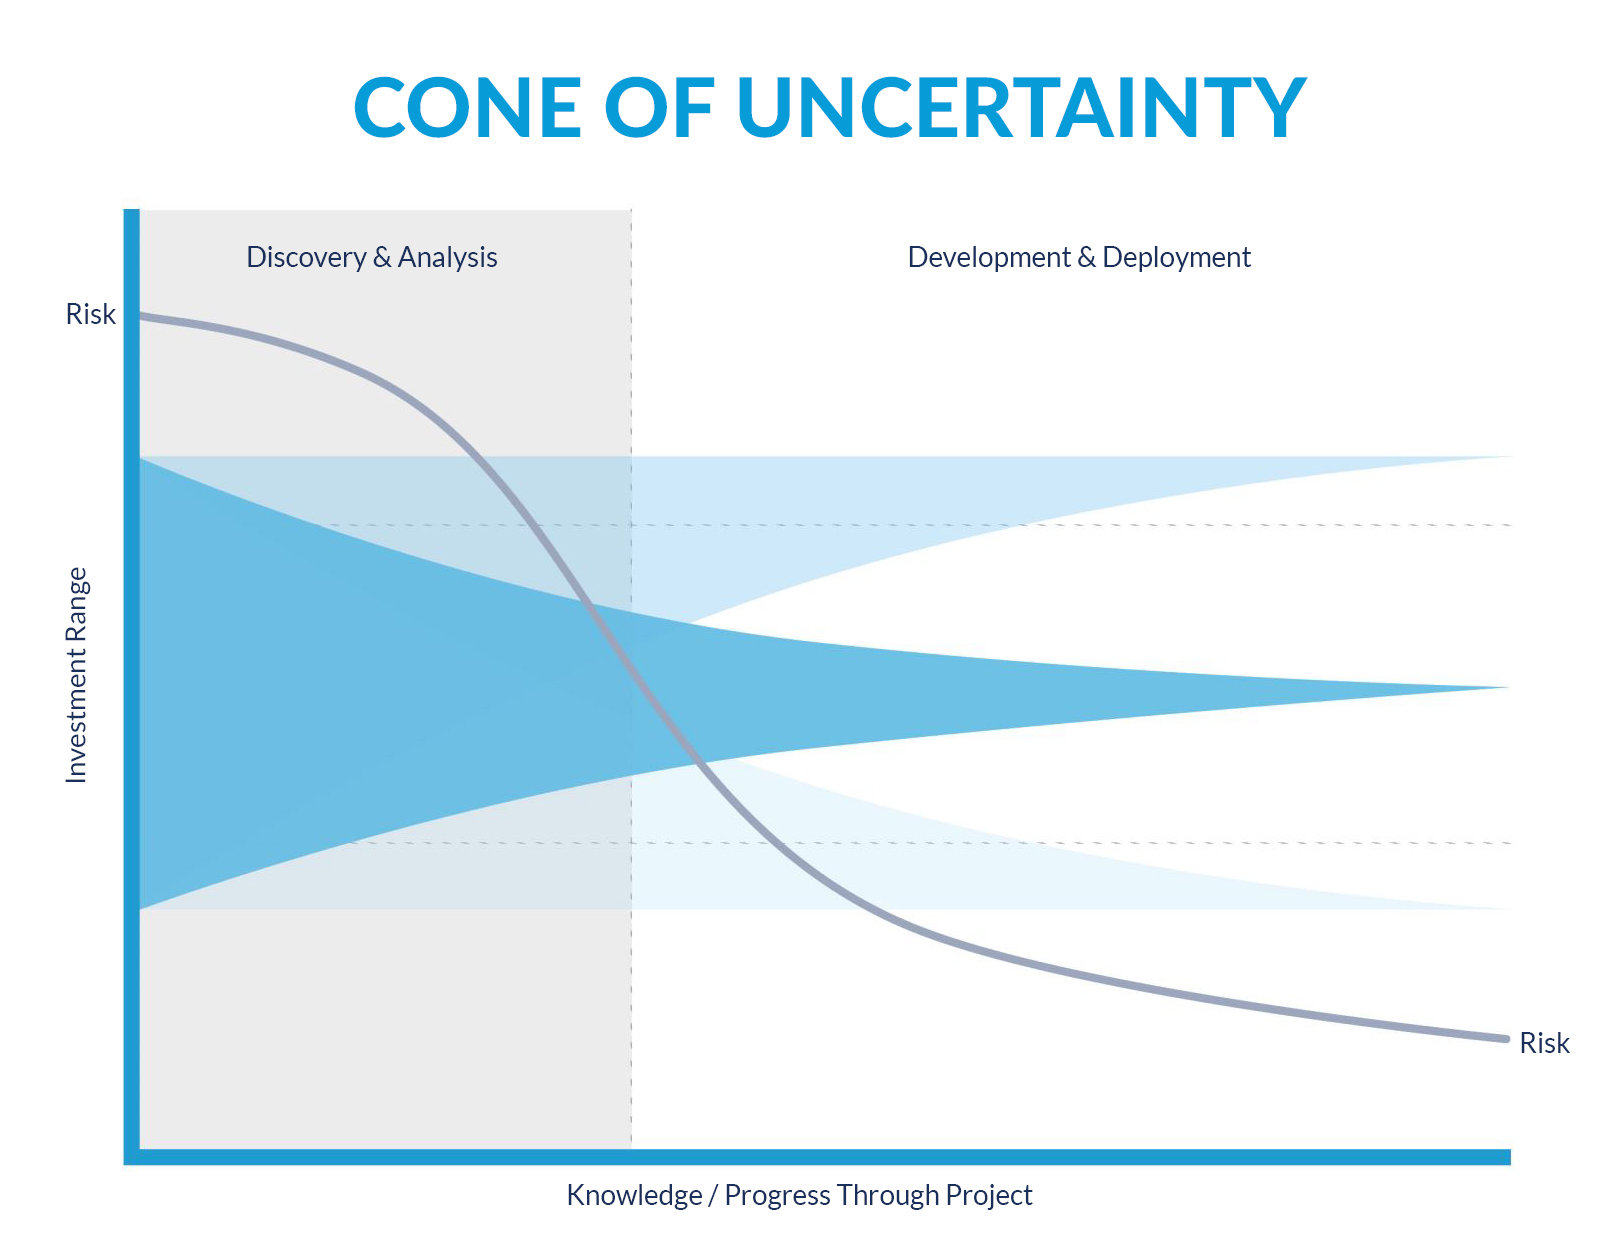 CONE OF UNCERTAINTY
Discovery & Analysis
Development & Deployment
Risk
Investment Range
Risk
Knowledge / Progress Through Project